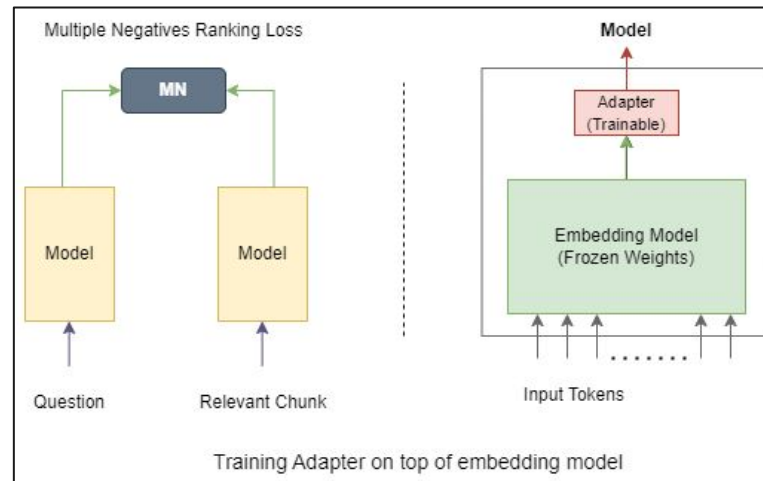 Multiple Negatives Ranking Loss
MN
Model
Model
Question
Relevant Chunk
Model
Adapter
(Trainable)
Embedding Model
(Frozen Weights)
Input Tokens
Training Adapter on top of embedding model